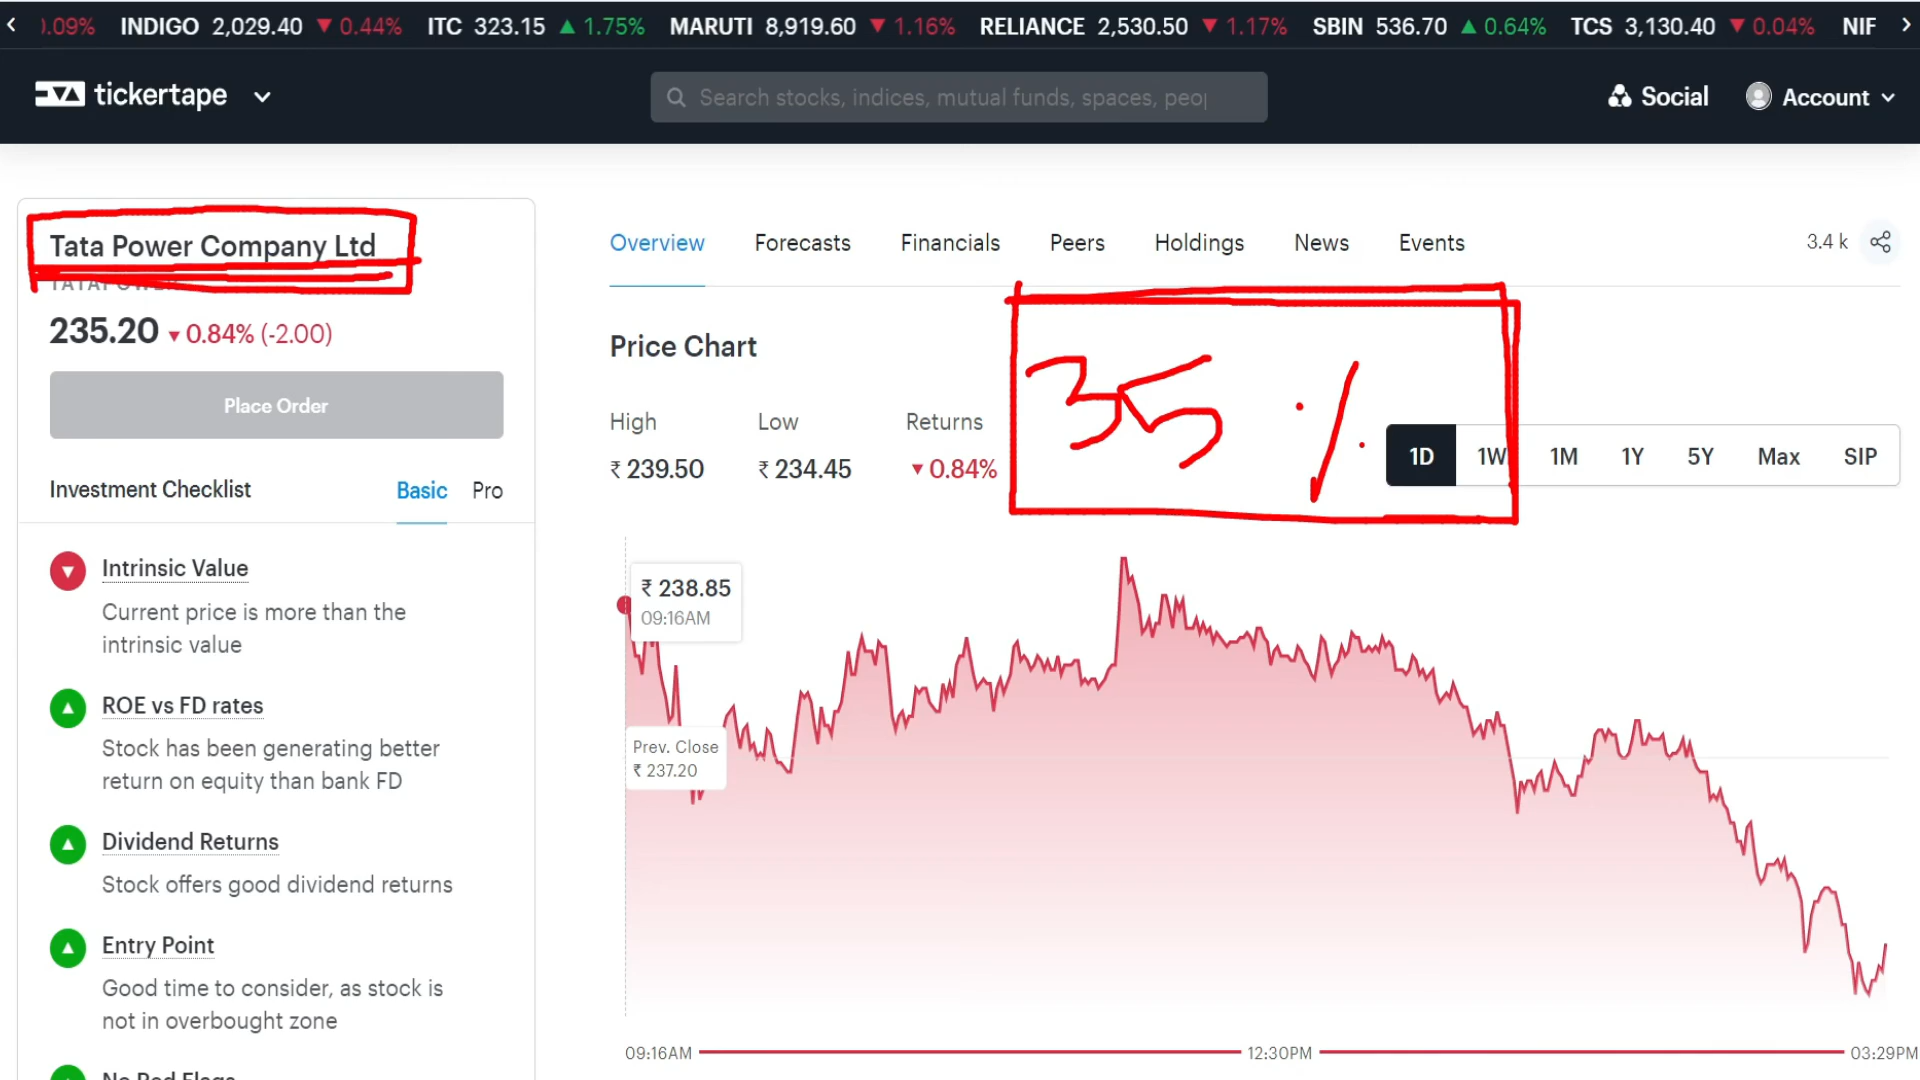 0.09% INDIGO 2,029.40 ▼ 0.44% ITC 323.15 ▲ 1.75% MARUTI 8,919.60 ▼ 1.16% RELIANCE 2,530.50 ▼ 1.17% SBIN 536.70 ▲ 0.64% TCS 3,130.40 ▼ 0.04% NIF
tickertape
Search stocks, indices, mutual funds, spaces, peo
Social
Account
Tata Power Company Ltd
TATAPOWER
235.20 ▼ 0.84% (-2.00)
Place Order
Investment Checklist Basic Pro
Intrinsic Value
Current price is more than the
intrinsic value
ROE vs FD rates
Stock has been generating better
return on equity than bank FD
Dividend Returns
Stock offers good dividend returns
Entry Point
Good time to consider, as stock is
not in overbought zone
No Red Flags
Overview Forecasts Financials Peers Holdings News Events
3.4 k
Price Chart
High Low Returns
₹ 239.50 ₹ 234.45 ▼ 0.84%
35 %
1D 1W 1M 1Y 5Y Max SIP
₹ 238.85
09:16AM
Prev. Close
₹ 237.20
09:16AM 12:30PM 03:29PM